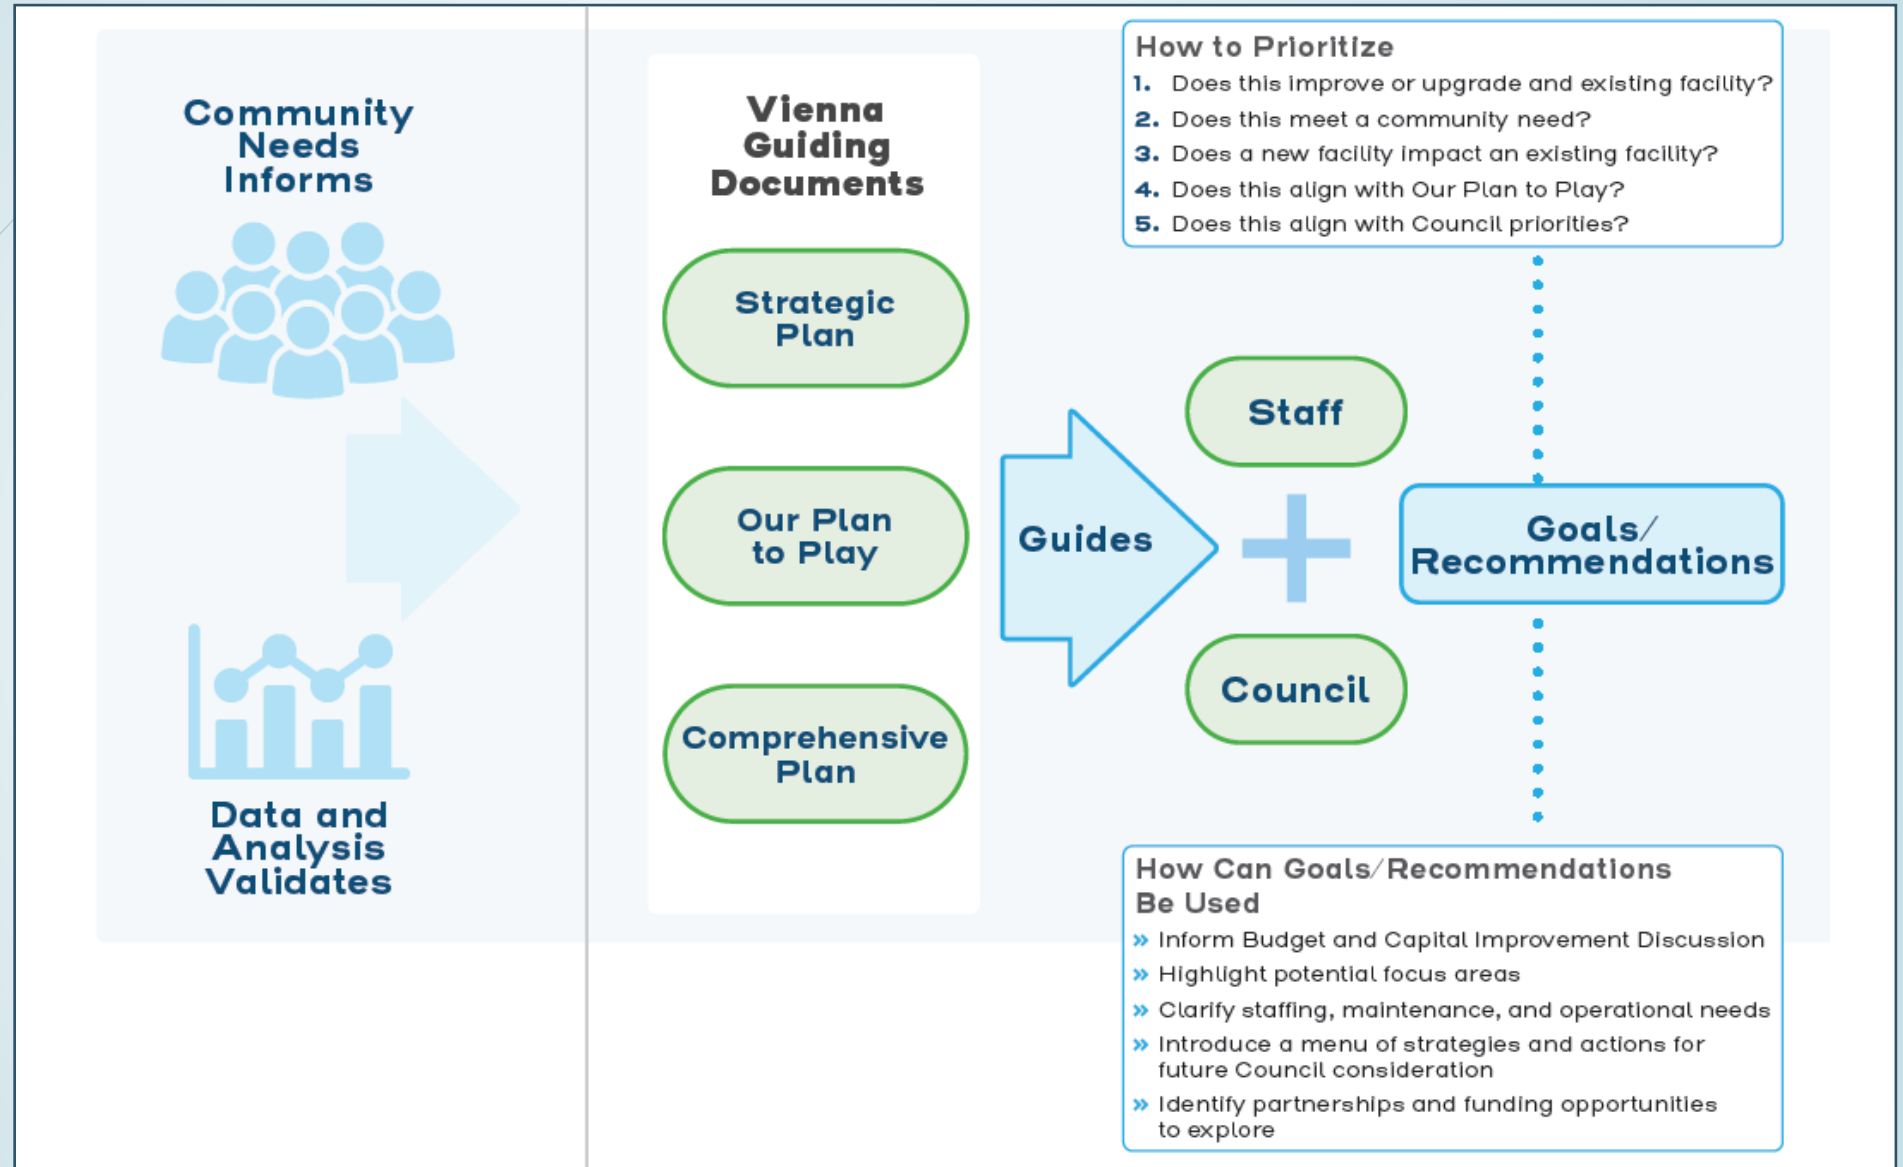 Community
Needs
Informs
Data and
Analysis
Validates
Vienna
Guiding
Documents
Strategic
Plan
Our Plan
to Play
Comprehensive
Plan
Guides
Staff
Council
How to Prioritize
1. Does this improve or upgrade and existing facility?
2. Does this meet a community need?
3. Does a new facility impact an existing facility?
4. Does this align with Our Plan to Play?
5. Does this align with Council priorities?
Goals/
Recommendations
How Can Goals/Recommendations
Be Used
» Inform Budget and Capital Improvement Discussion
» Highlight potential focus areas
» Clarify staffing, maintenance, and operational needs
» Introduce a menu of strategies and actions for
future Council consideration
» Identify partnerships and funding opportunities
to explore